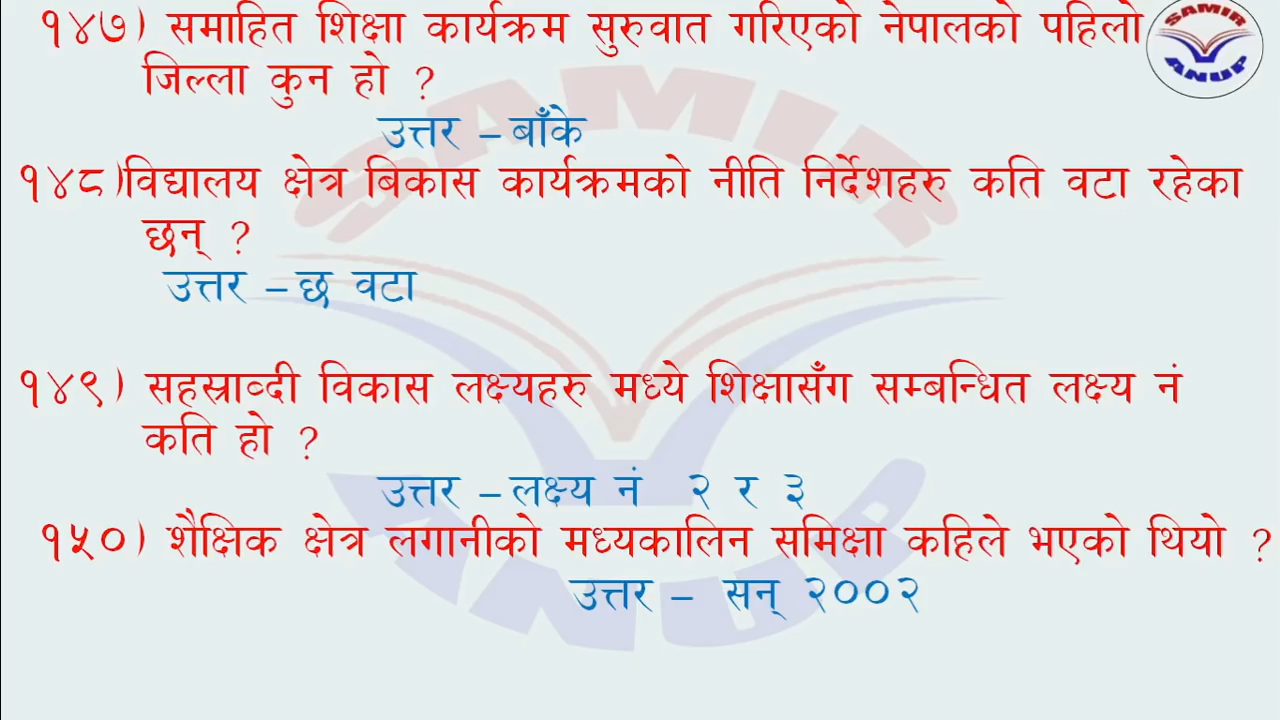 १४७) समाहित शिक्षा कार्यक्रम सुरुवात गरिएको नेपालको पहिलो
जिल्ला कुन हो ?
उत्तर – बाँके
१४८)विद्यालय क्षेत्र बिकास कार्यक्रमको नीति निर्देशहरु कति वटा रहेका
छन् ?
उत्तर – छ वटा
१४९) सहस्राब्दी विकास लक्ष्यहरु मध्ये शिक्षासँग सम्बन्धित लक्ष्य नं
कति हो ?
उत्तर – लक्ष्य नं २ र ३
१५०) शैक्षिक क्षेत्र लगानीको मध्यकालिन समिक्षा कहिले भएको थियो ?
उत्तर – सन् २००२
SAMIR
ANUP
SAMIR
ANUP